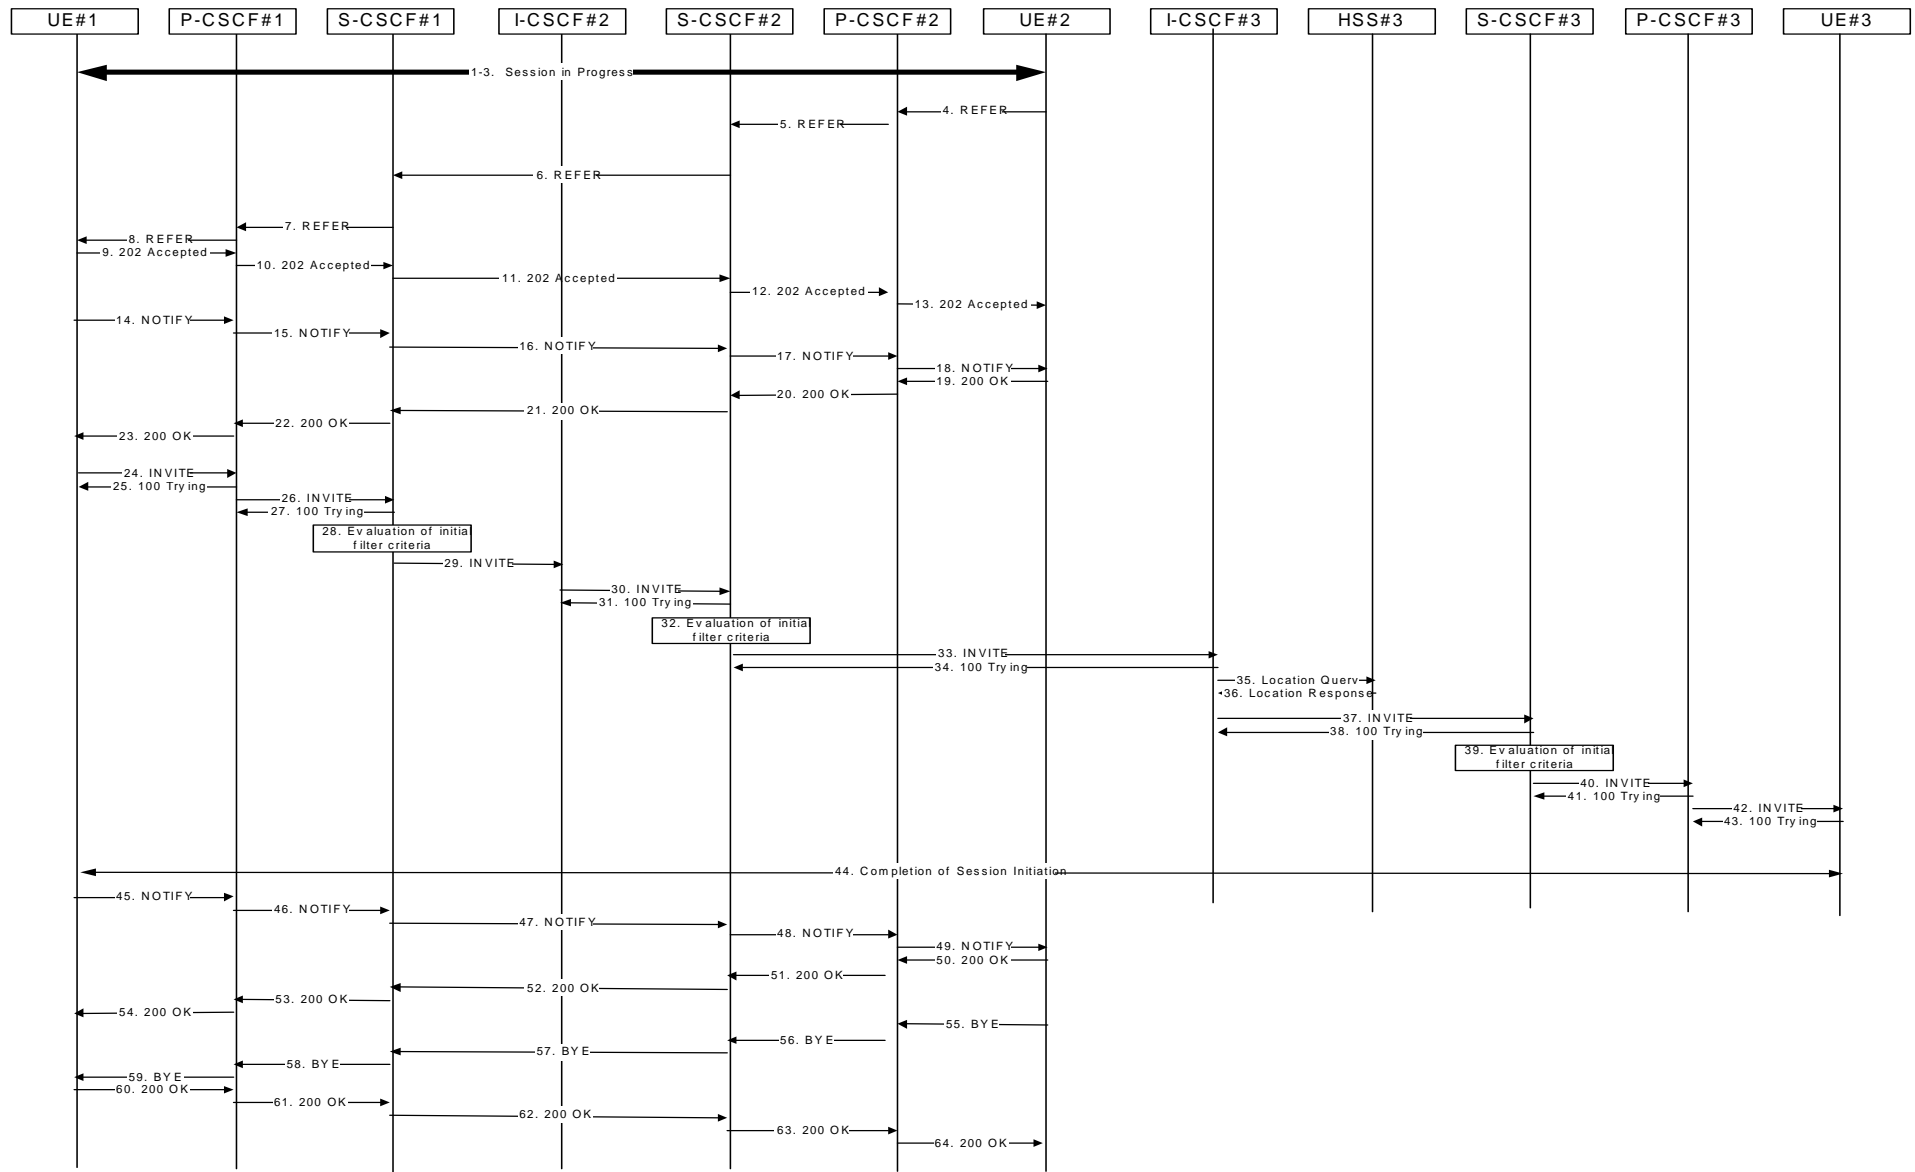 UE#1
P-CSCF#1
S-CSCF#1
I-CSCF#2
S-CSCF#2
P-CSCF#2
UE#2
I-CSCF#3
HSS#3
S-CSCF#3
P-CSCF#3
UE#3
1-3. Session in Progress
4. REFER
5. REFER
6. REFER
7. REFER
8. REFER
9. 202 Accepted
10. 202 Accepted
11. 202 Accepted
12. 202 Accepted
13. 202 Accepted
14. NOTIFY
15. NOTIFY
16. NOTIFY
17. NOTIFY
18. NOTIFY
19. 200 OK
20. 200 OK
21. 200 OK
22. 200 OK
23. 200 OK
24. INVITE
25. 100 Trying
26. INVITE
27. 100 Trying
28. Evaluation of initial
filter criteria
29. INVITE
30. INVITE
31. 100 Trying
32. Evaluation of initial
filter criteria
33. INVITE
34. 100 Trying
35. Location Query
36. Location Response
37. INVITE
38. 100 Trying
39. Evaluation of initial
filter criteria
40. INVITE
41. 100 Trying
42. INVITE
43. 100 Trying
44. Completion of Session Initiation
45. NOTIFY
46. NOTIFY
47. NOTIFY
48. NOTIFY
49. NOTIFY
50. 200 OK
51. 200 OK
52. 200 OK
53. 200 OK
54. 200 OK
55. BYE
56. BYE
57. BYE
58. BYE
59. BYE
60. 200 OK
61. 200 OK
62. 200 OK
63. 200 OK
64. 200 OK